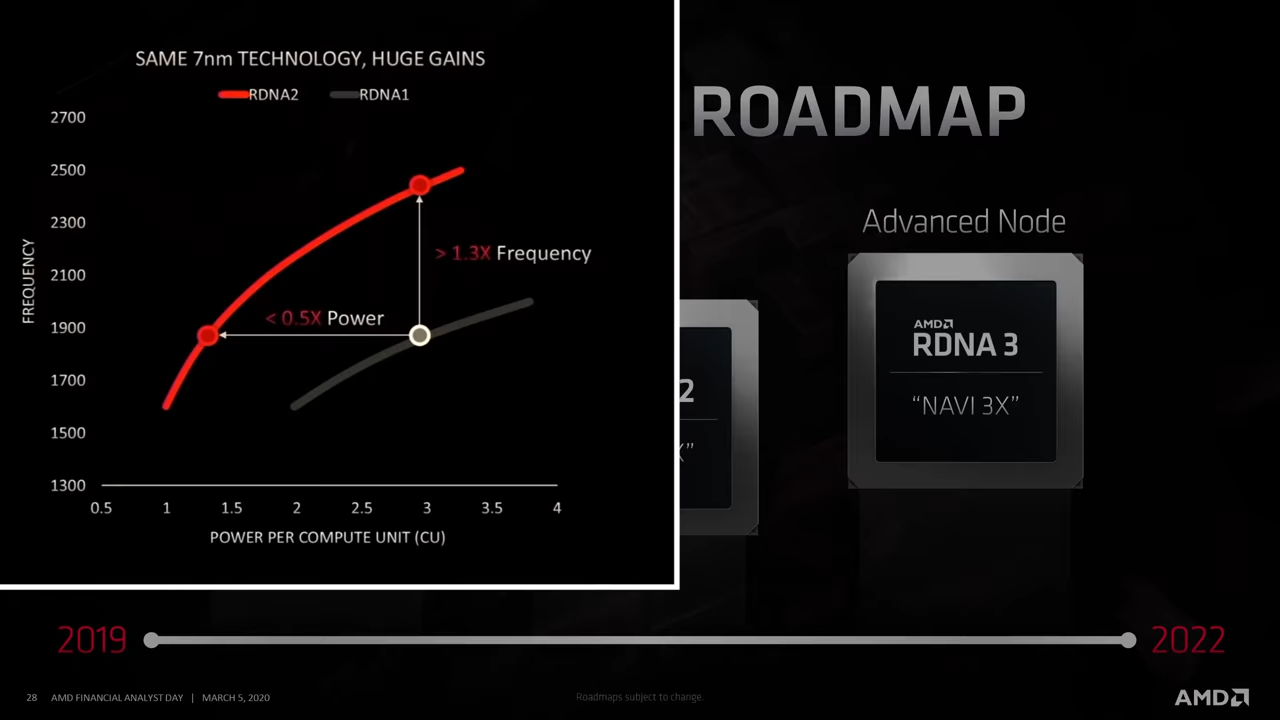 SAME 7nm TECHNOLOGY, HUGE GAINS
RDNA2 RDNA1
2700
2500
2300
2100
1900
1700
1500
1300
FREQUENCY
> 1.3X Frequency
< 0.5X Power
0.5 1 1.5 2 2.5 3 3.5 4
POWER PER COMPUTE UNIT (CU)
ROADMAP
Advanced Node
2
X”
AMD
RDNA 3
“NAVI 3X”
2019 2022
28 AMD FINANCIAL ANALYST DAY | MARCH 5, 2020
Roadmaps subject to change.
AMD